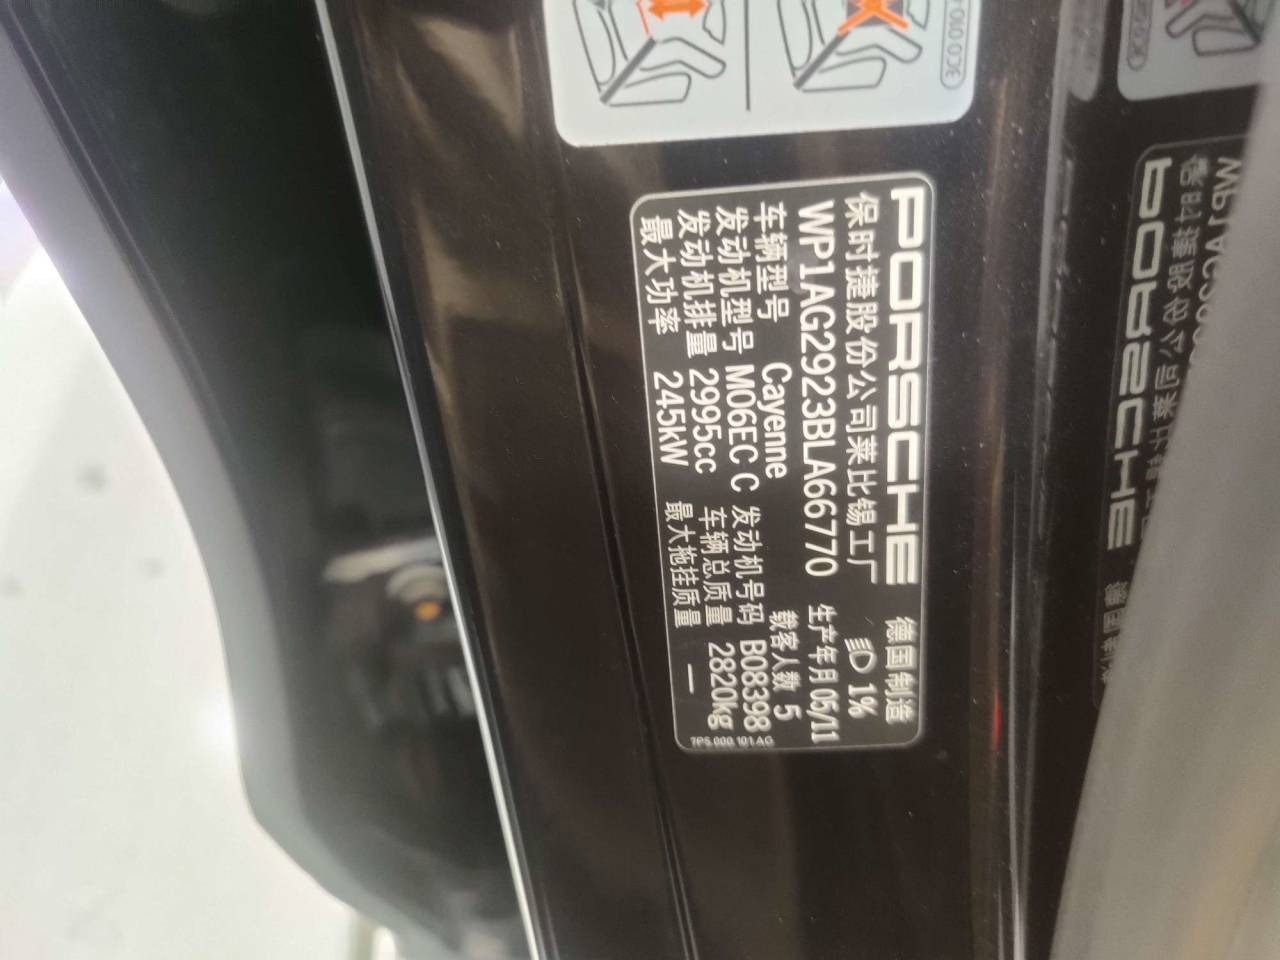 3C0 010
PORSCHE 德国制造
保时捷股份公司莱比锡工厂 1%
WP1AG2923BLA66770 生产年月 05/11
车辆型号 Cayenne 载客人数 5
发动机型号 M06EC C 发动机号码 B08398
发动机排量 2995cc 车辆总质量 2820kg
最大功率 245kW 最大拖挂质量 —
7P5.000.101.AG